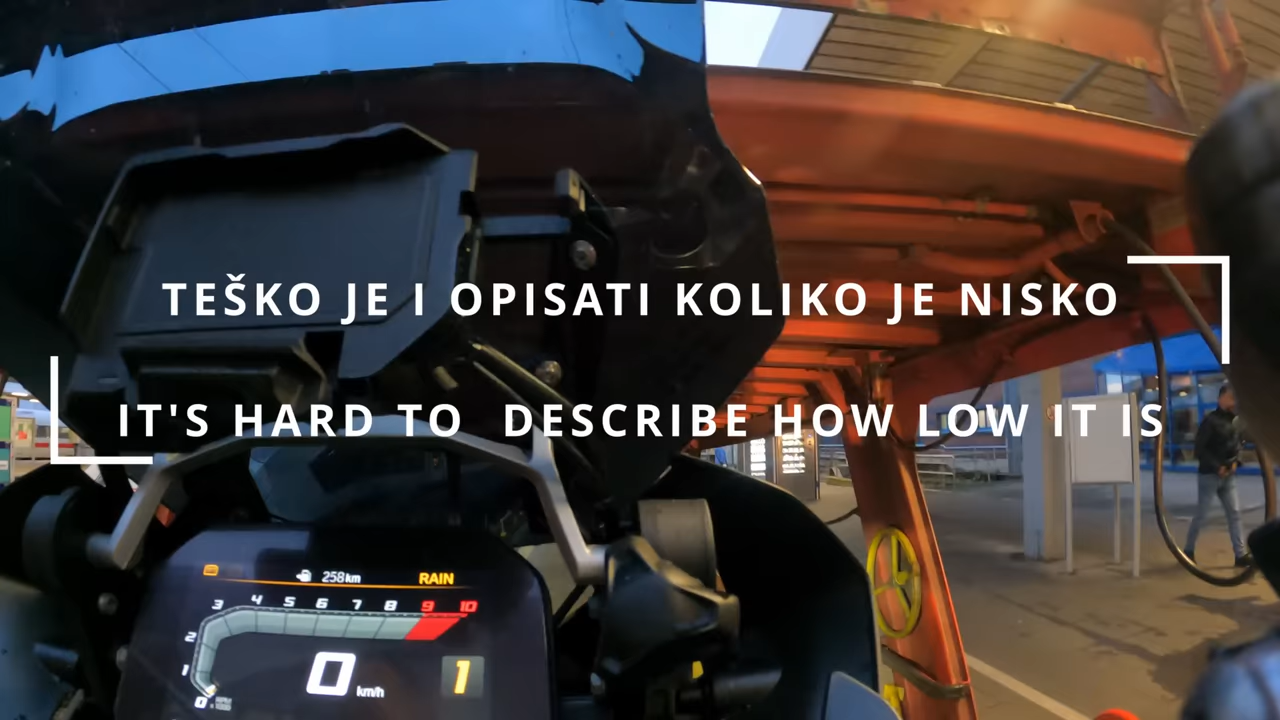 TEŠKO JE I OPISATI KOLIKO JE NISKO
IT'S HARD TO DESCRIBE HOW LOW IT IS
258km
RAIN
3 4 5 6 7 8 9 10
2
1
0
0 km/h
1